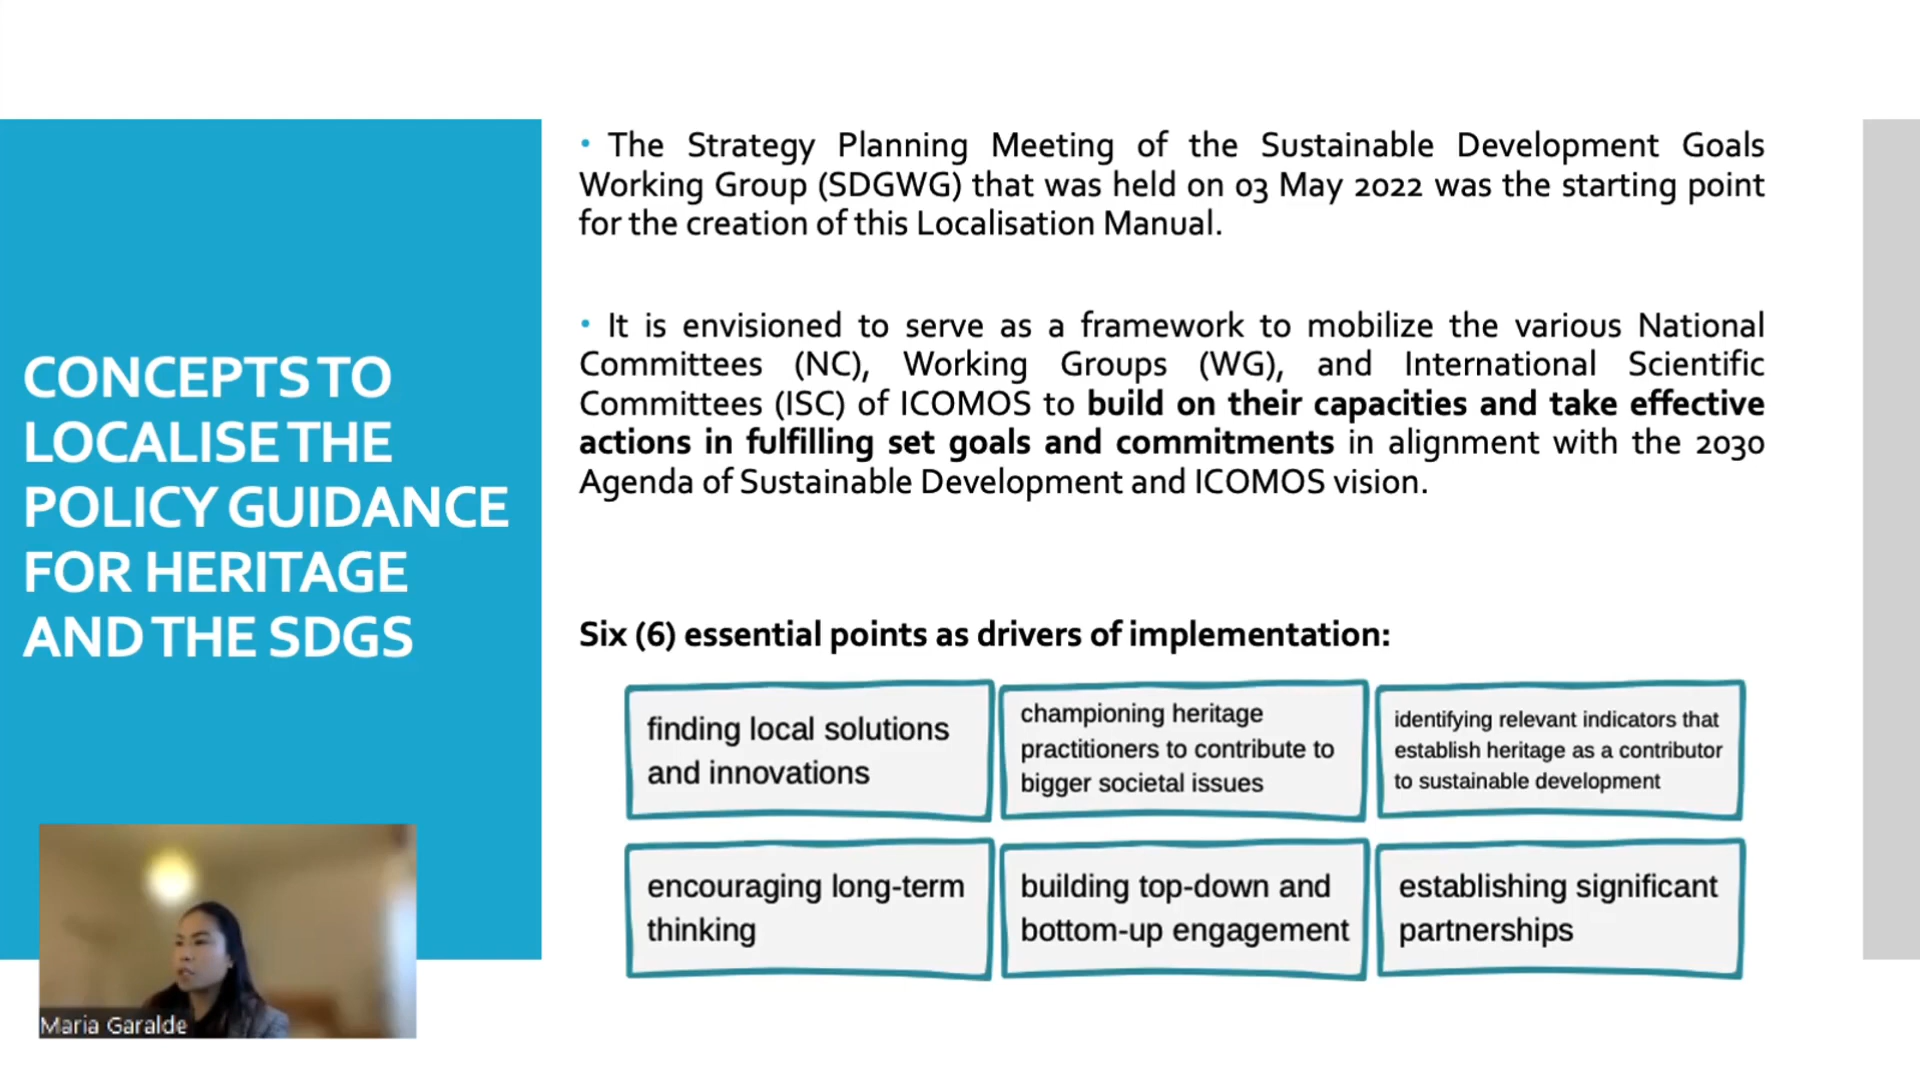 CONCEPTS TO
LOCALISE THE
POLICY GUIDANCE
FOR HERITAGE
AND THE SDGS
• The Strategy Planning Meeting of the Sustainable Development Goals
Working Group (SDGWG) that was held on 03 May 2022 was the starting point
for the creation of this Localisation Manual.
• It is envisioned to serve as a framework to mobilize the various National
Committees (NC), Working Groups (WG), and International Scientific
Committees (ISC) of ICOMOS to build on their capacities and take effective
actions in fulfilling set goals and commitments in alignment with the 2030
Agenda of Sustainable Development and ICOMOS vision.
Six (6) essential points as drivers of implementation:
finding local solutions
and innovations
championing heritage
practitioners to contribute to
bigger societal issues
identifying relevant indicators that
establish heritage as a contributor
to sustainable development
encouraging long-term
thinking
building top-down and
bottom-up engagement
establishing significant
partnerships
Maria Garalde